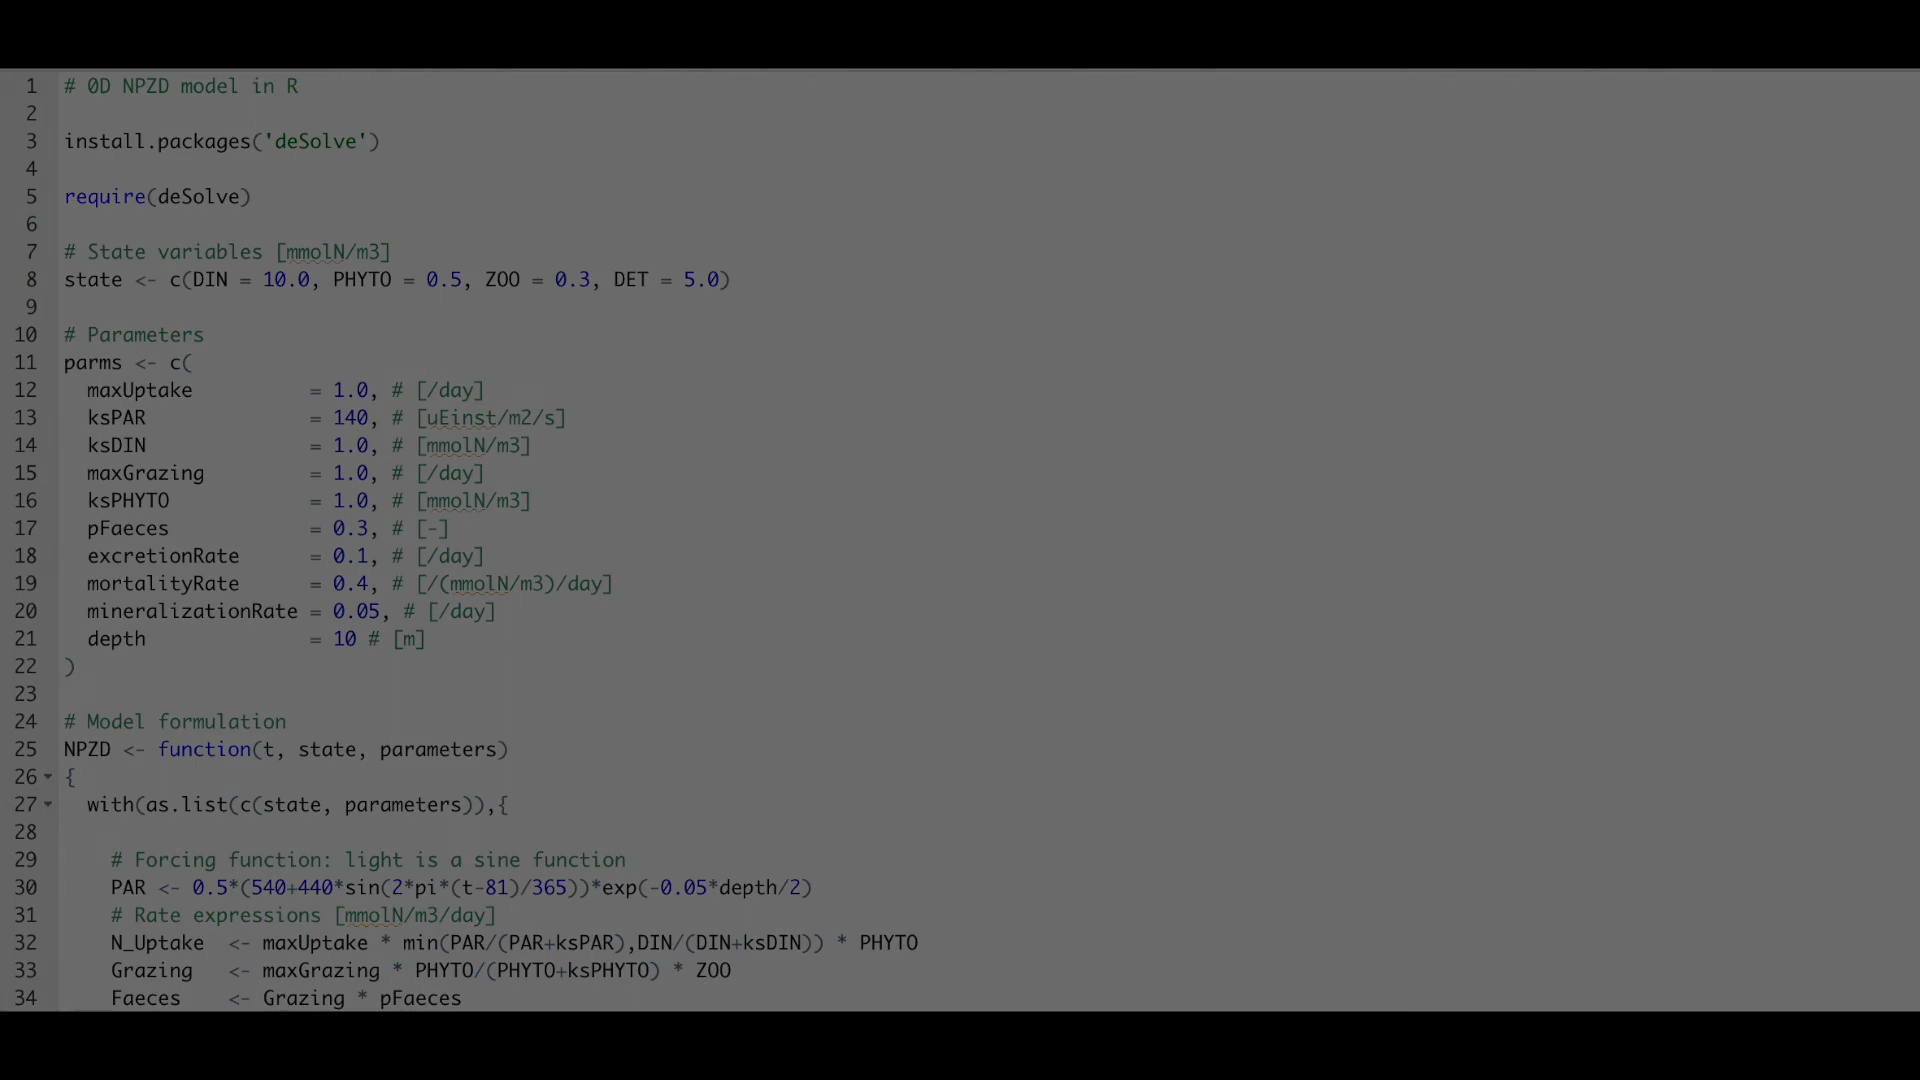 1 # 0D NPZD model in R
2
3 install.packages('deSolve')
4
5 require(deSolve)
6
7 # State variables [mmolN/m3]
8 state <- c(DIN = 10.0, PHYTO = 0.5, ZOO = 0.3, DET = 5.0)
9
10 # Parameters
11 parms <- c(
12 maxUptake = 1.0, # [/day]
13 ksPAR = 140, # [uEinst/m2/s]
14 ksDIN = 1.0, # [mmolN/m3]
15 maxGrazing = 1.0, # [/day]
16 ksPHYTO = 1.0, # [mmolN/m3]
17 pFaeces = 0.3, # [-]
18 excretionRate = 0.1, # [/day]
19 mortalityRate = 0.4, # [/(mmolN/m3)/day]
20 mineralizationRate = 0.05, # [/day]
21 depth = 10 # [m]
22 )
23
24 # Model formulation
25 NPZD <- function(t, state, parameters)
26 {
27 with(as.list(c(state, parameters)),{
28
29 # Forcing function: light is a sine function
30 PAR <- 0.5*(540+440*sin(2*pi*(t-81)/365))*exp(-0.05*depth/2)
31 # Rate expressions [mmolN/m3/day]
32 N_Uptake <- maxUptake * min(PAR/(PAR+ksPAR),DIN/(DIN+ksDIN)) * PHYTO
33 Grazing <- maxGrazing * PHYTO/(PHYTO+ksPHYTO) * ZOO
34 Faeces <- Grazing * pFaeces